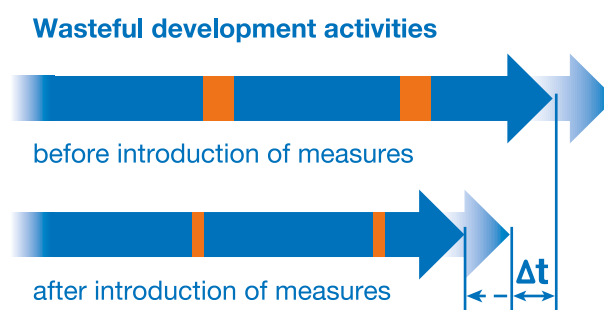 Wasteful development activities
before introduction of measures
after introduction of measures
Δt